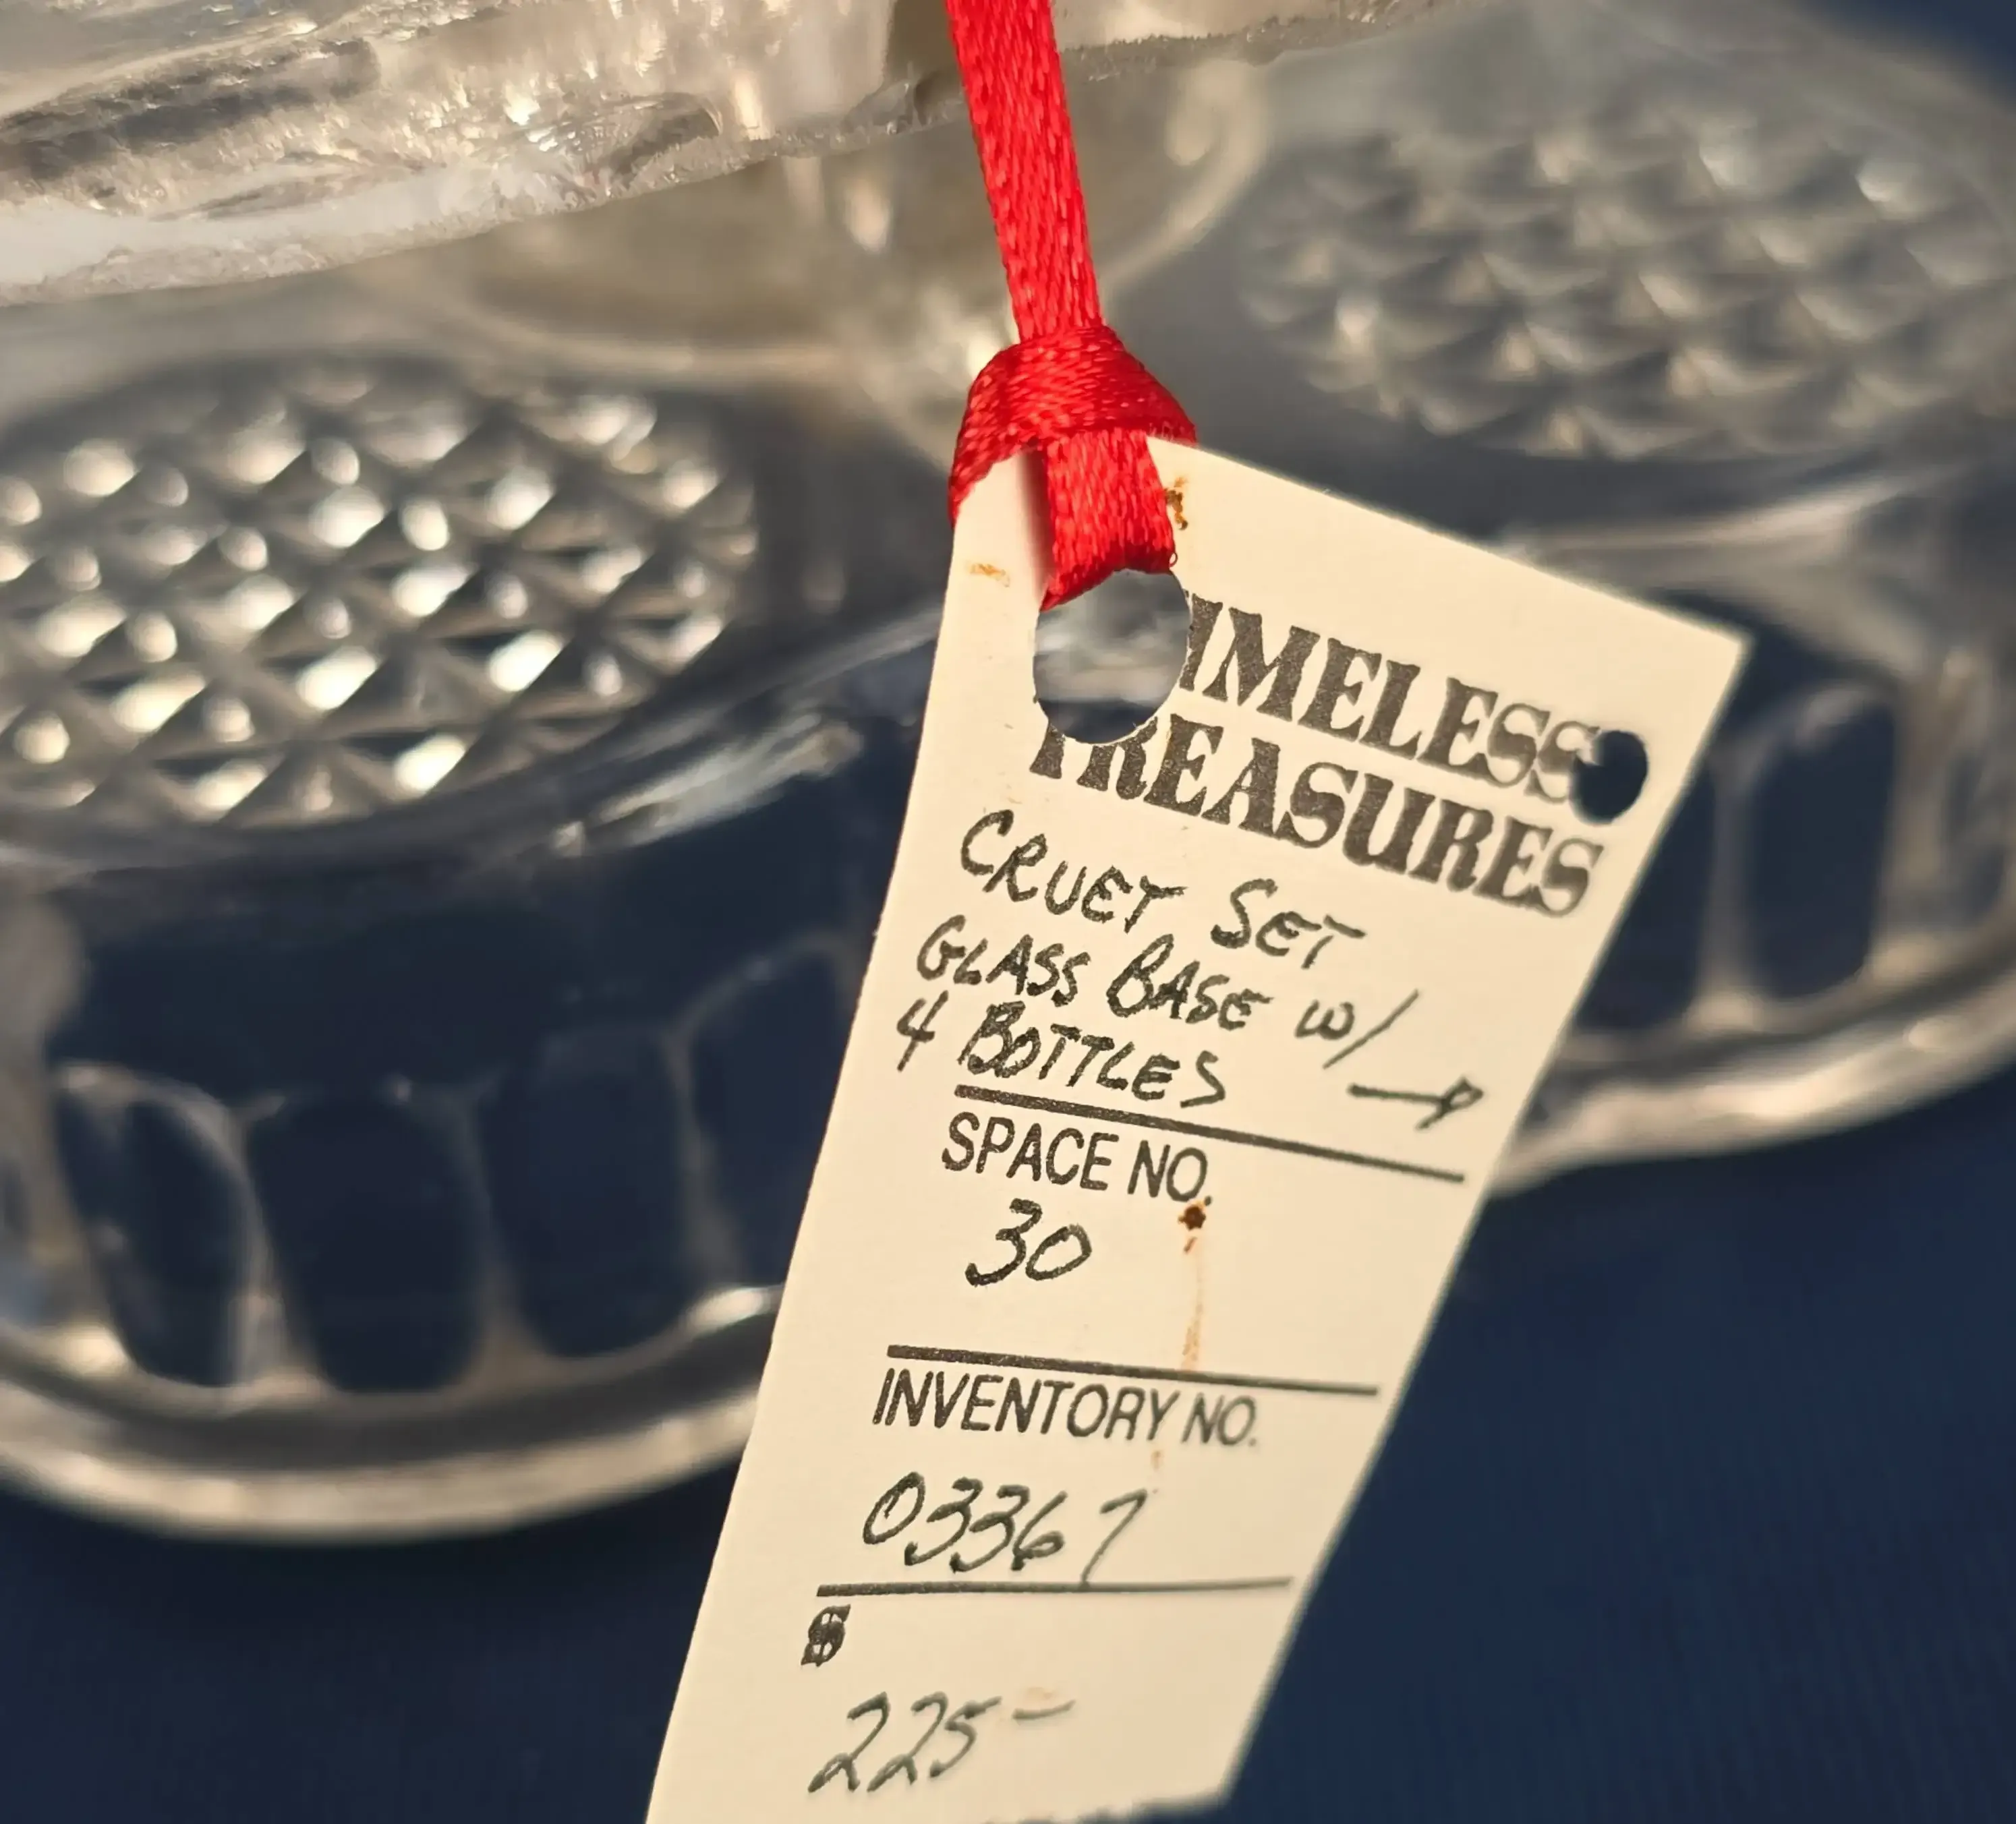 TIMELESS
TREASURES
CRUET SET
GLASS BASE w/
4 BOTTLES →
SPACE NO.
30
INVENTORY NO.
03367
$
225-